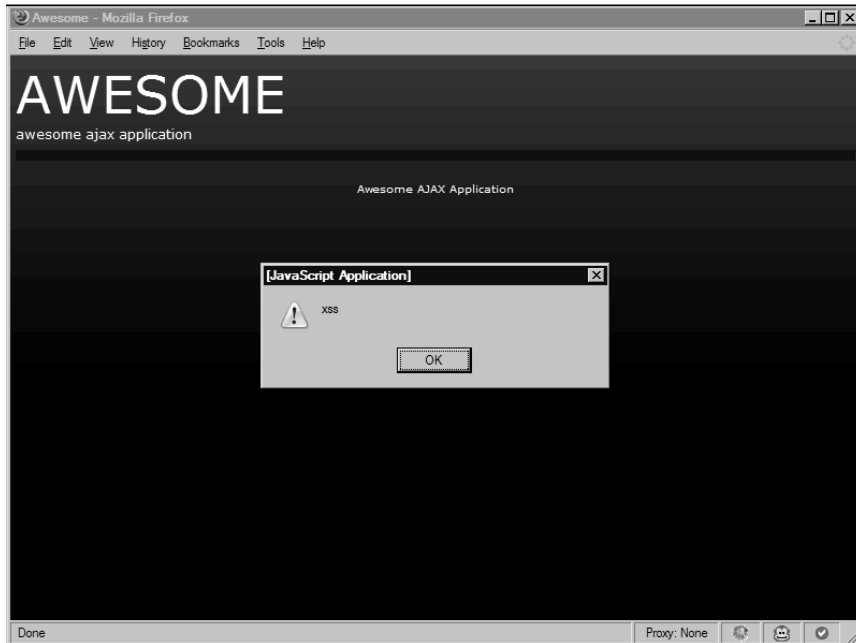 Awesome - Mozilla Firefox
File Edit View History Bookmarks Tools Help
AWESOME
awesome ajax application
Awesome AJAX Application
[JavaScript Application]
xss
OK
Done
Proxy: None